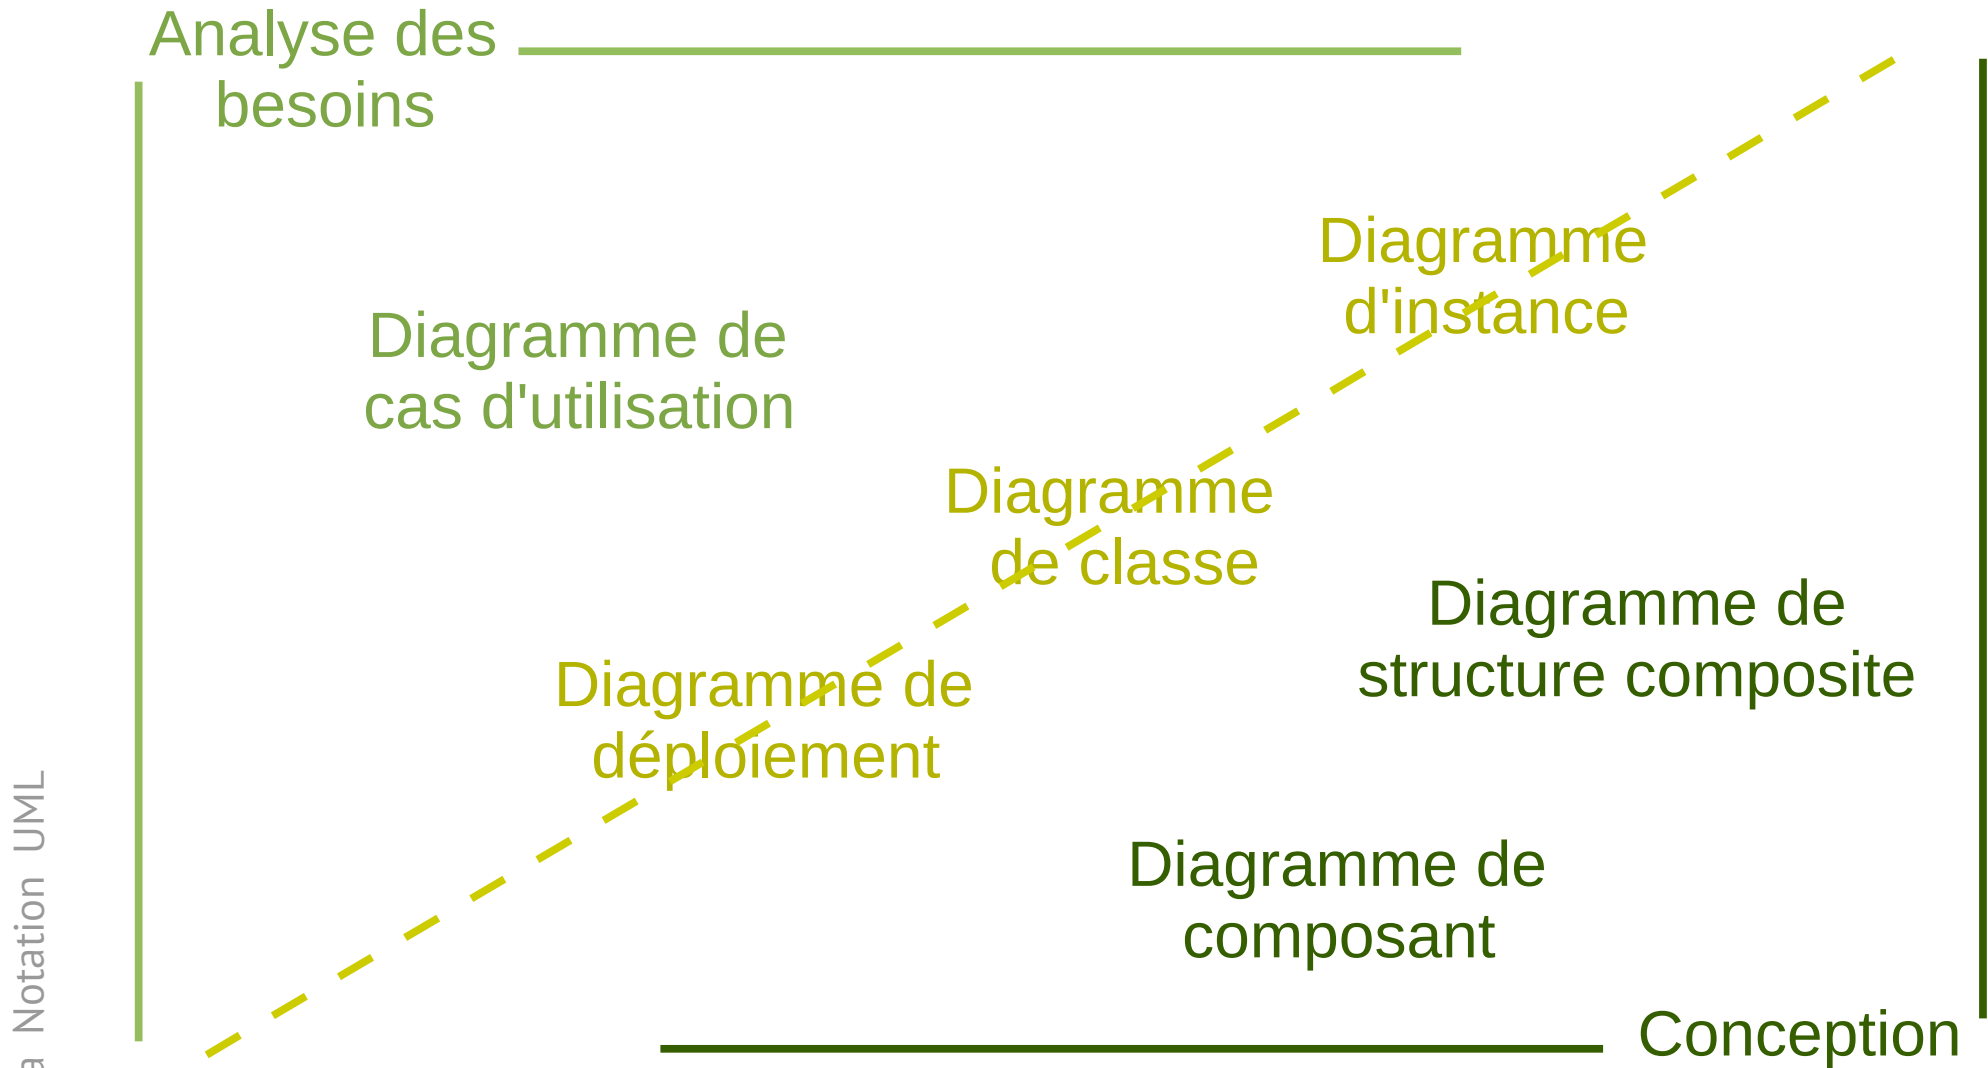 Analyse des
besoins
Diagramme
d'instance
Diagramme de
cas d'utilisation
Diagramme
de classe
Diagramme de
structure composite
Diagramme de
déploiement
Diagramme de
composant
Conception
Notation UML